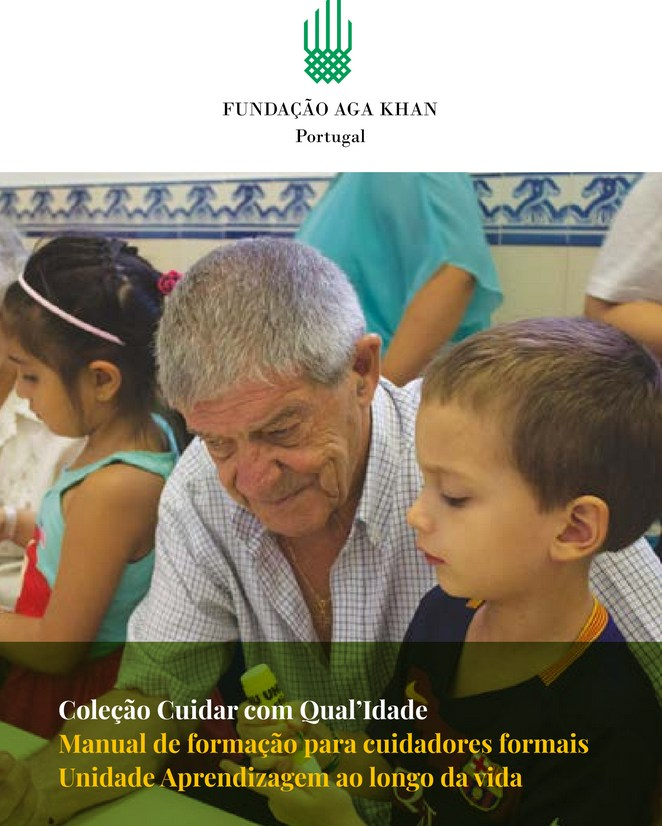 FUNDAÇÃO AGA KHAN
Portugal
Coleção Cuidar com Qual’Idade
Manual de formação para cuidadores formais
Unidade Aprendizagem ao longo da vida